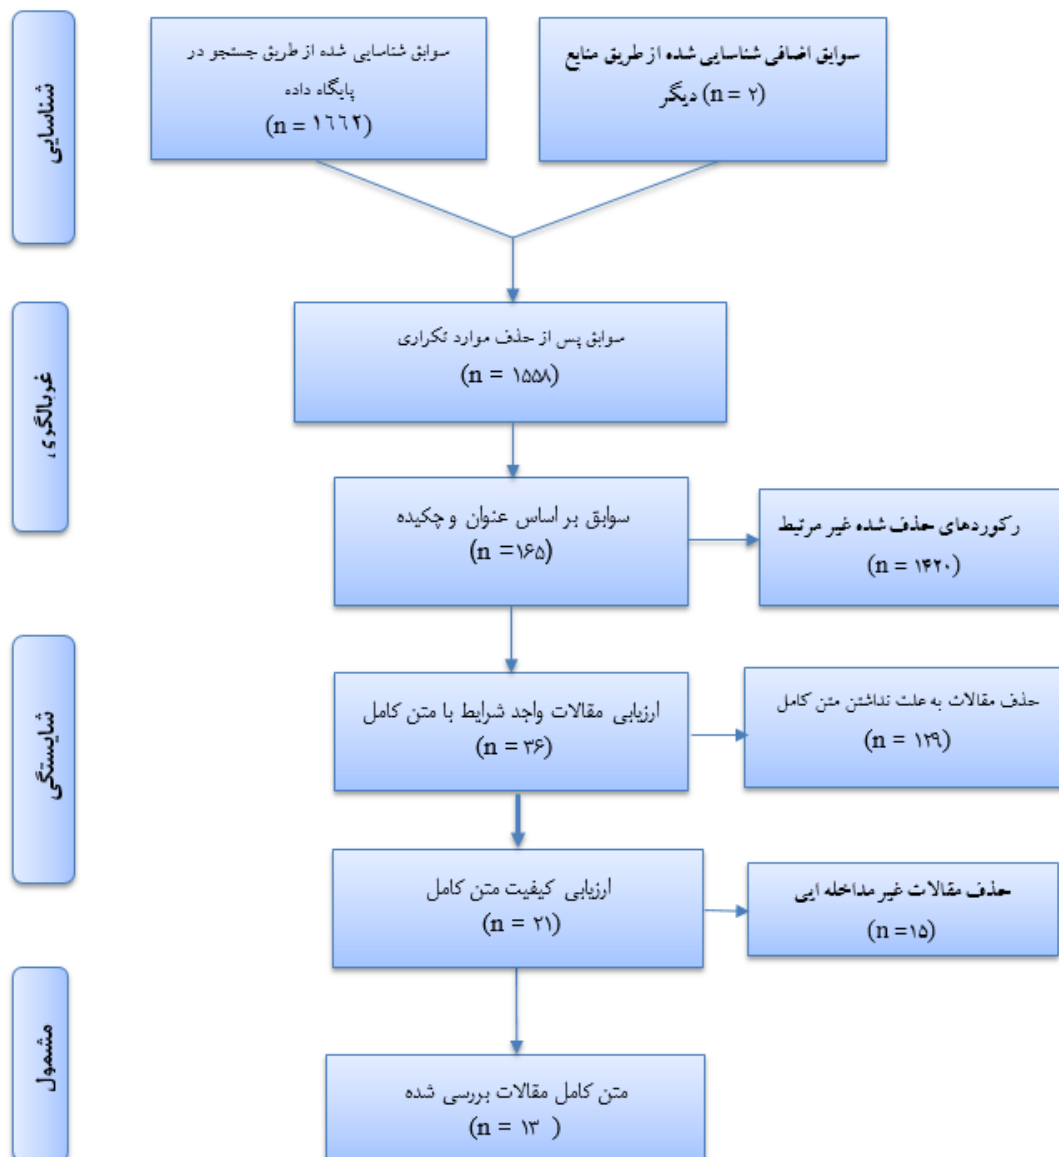 شناسایی
سوابق شناسایی شده از طریق جستجو در
پایگاه داده
(n = ۱٦٦۲)
سوابق اضافی شناسایی شده از طریق منابع
دیگر (n = ۲)
غربالگوی
سوابق پس از حذف موارد تکراری
(n = ۱۵۵۸)
سوابق بر اساس عنوان و چکیده
(n =۱۶۵)
رکوردهای حذف شده غیر مرتبط
(n = ۱۴۲۰)
شایستگی
ارزیابی مقالات واجد شرایط با متن کامل
(n = ۳۶)
حذف مقالات به علت نداشتن متن کامل
(n = ۱۲۹)
ارزیابی کیفیت متن کامل
(n = ۲۱)
حذف مقالات غیر مداخله ایی
(n =۱۵)
مشمول
متن کامل مقالات بررسی شده
(n = ۱۳ )